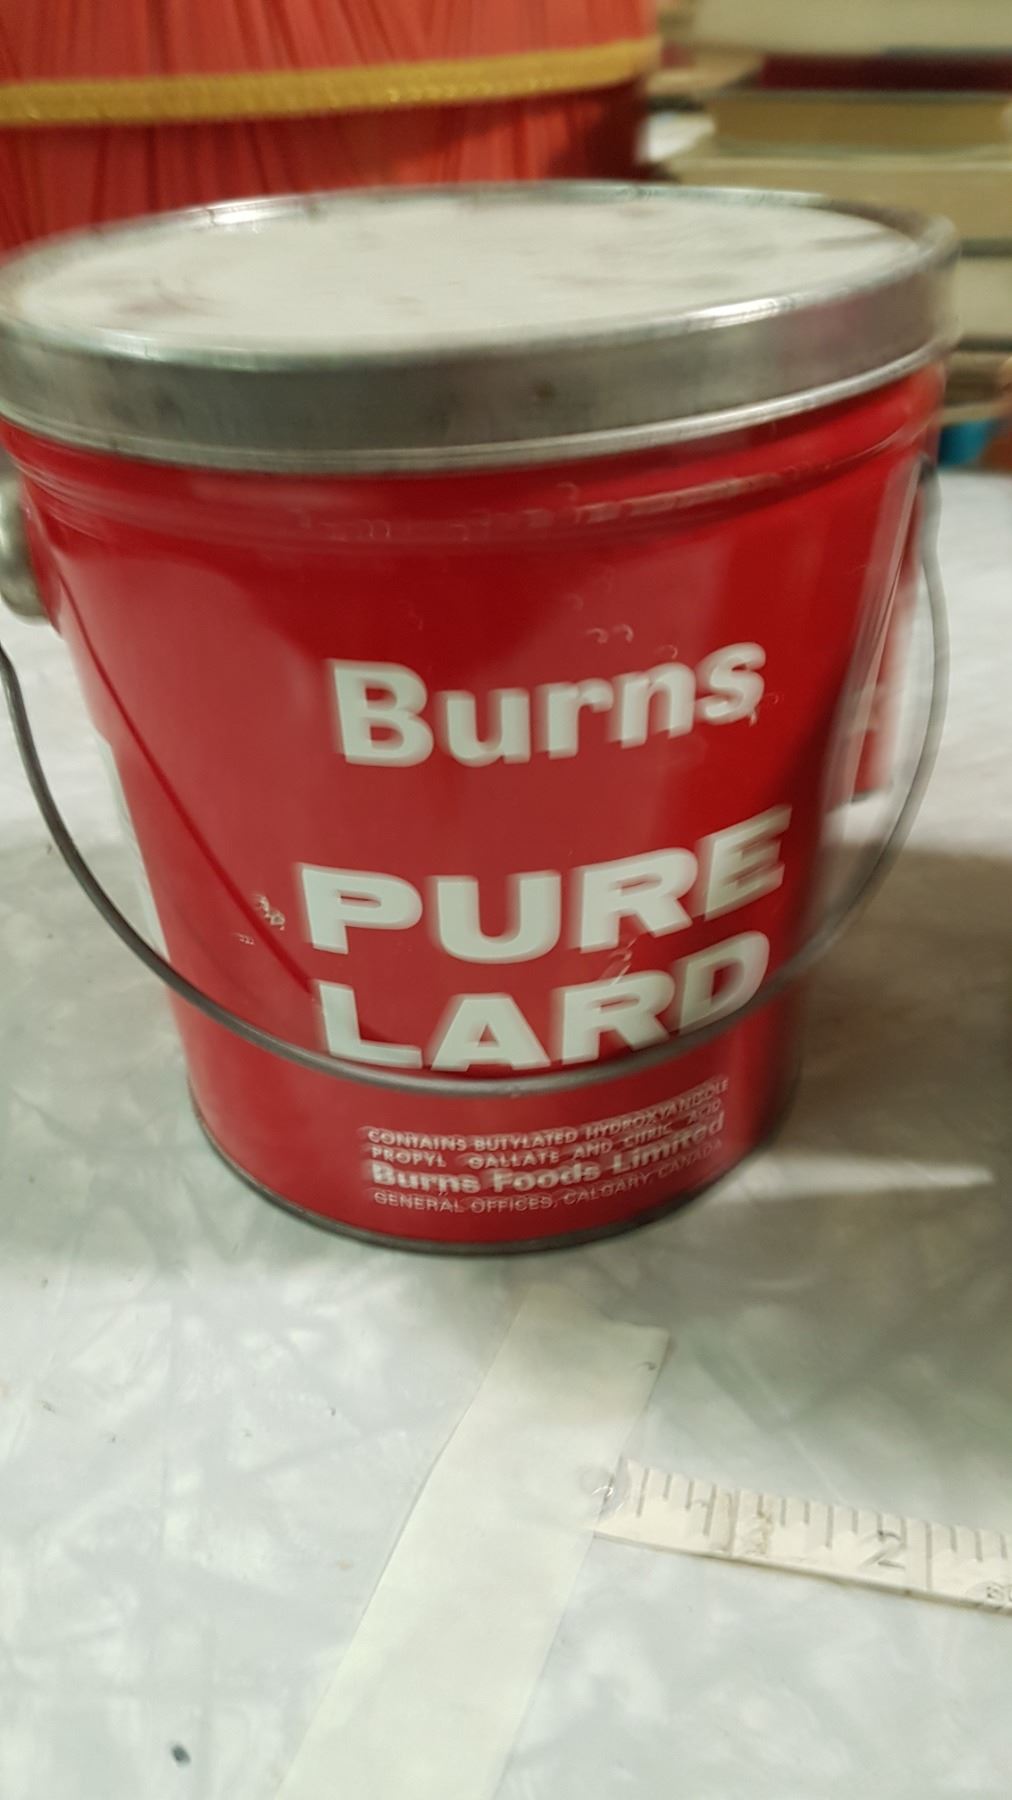 Burns
PURE
LARD
CONTAINS BUTYLATED HYDROXYANISOLE
PROPYL GALLATE AND CITRIC ACID
Burns Foods Limited
GENERAL OFFICES, CALGARY, CANADA
1 2